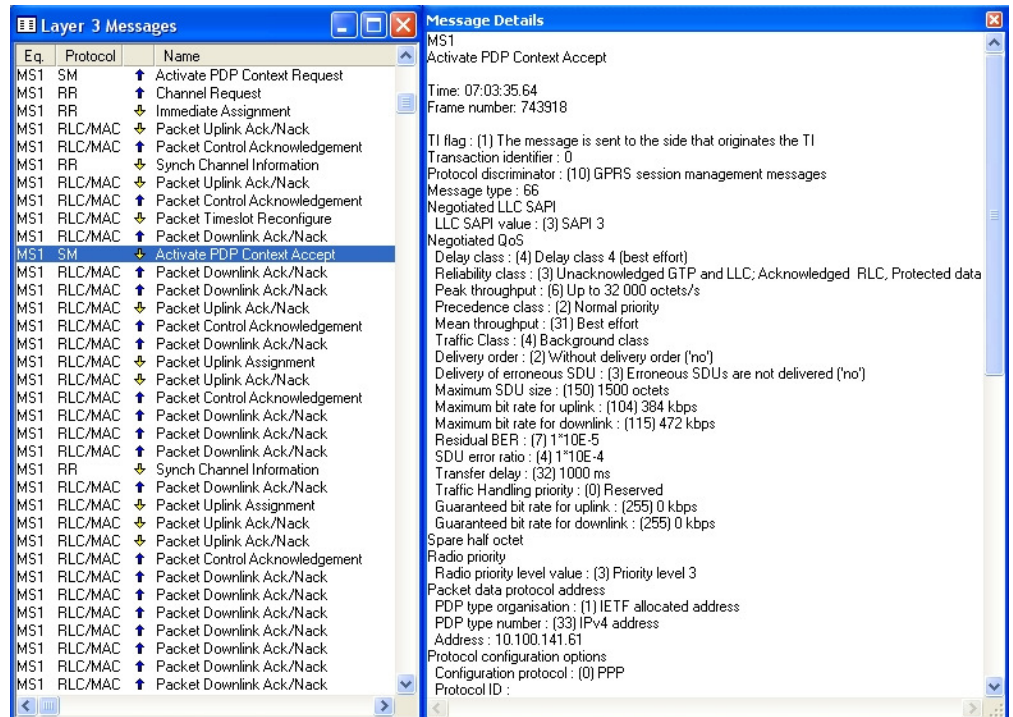 Layer 3 Messages
Eq. Protocol Name
MS1 SM Activate PDP Context Request
MS1 RR Channel Request
MS1 RR Immediate Assignment
MS1 RLC/MAC Packet Uplink Ack/Nack
MS1 RLC/MAC Packet Control Acknowledgement
MS1 RR Synch Channel Information
MS1 RLC/MAC Packet Uplink Ack/Nack
MS1 RLC/MAC Packet Control Acknowledgement
MS1 RLC/MAC Packet Timeslot Reconfigure
MS1 RLC/MAC Packet Downlink Ack/Nack
MS1 SM Activate PDP Context Accept
MS1 RLC/MAC Packet Downlink Ack/Nack
MS1 RLC/MAC Packet Downlink Ack/Nack
MS1 RLC/MAC Packet Uplink Ack/Nack
MS1 RLC/MAC Packet Control Acknowledgement
MS1 RLC/MAC Packet Downlink Ack/Nack
MS1 RLC/MAC Packet Uplink Assignment
MS1 RLC/MAC Packet Uplink Ack/Nack
MS1 RLC/MAC Packet Control Acknowledgement
MS1 RLC/MAC Packet Downlink Ack/Nack
MS1 RLC/MAC Packet Downlink Ack/Nack
MS1 RLC/MAC Packet Downlink Ack/Nack
MS1 RR Synch Channel Information
MS1 RLC/MAC Packet Downlink Ack/Nack
MS1 RLC/MAC Packet Uplink Assignment
MS1 RLC/MAC Packet Uplink Ack/Nack
MS1 RLC/MAC Packet Uplink Ack/Nack
MS1 RLC/MAC Packet Control Acknowledgement
MS1 RLC/MAC Packet Downlink Ack/Nack
MS1 RLC/MAC Packet Downlink Ack/Nack
MS1 RLC/MAC Packet Downlink Ack/Nack
MS1 RLC/MAC Packet Downlink Ack/Nack
MS1 RLC/MAC Packet Downlink Ack/Nack
MS1 RLC/MAC Packet Downlink Ack/Nack
MS1 RLC/MAC Packet Downlink Ack/Nack
Message Details
MS1
Activate PDP Context Accept
Time: 07:03:35.64
Frame number: 743918
TI flag : (1) The message is sent to the side that originates the TI
Transaction identifier : 0
Protocol discriminator : (10) GPRS session management messages
Message type : 66
Negotiated LLC SAPI
LLC SAPI value : (3) SAPI 3
Negotiated QoS
Delay class : (4) Delay class 4 (best effort)
Reliability class : (3) Unacknowledged GTP and LLC; Acknowledged RLC, Protected data
Peak throughput : (6) Up to 32 000 octets/s
Precedence class : (2) Normal priority
Mean throughput : (31) Best effort
Traffic Class : (4) Background class
Delivery order : (2) Without delivery order ('no')
Delivery of erroneous SDU : (3) Erroneous SDUs are not delivered ('no')
Maximum SDU size : (150) 1500 octets
Maximum bit rate for uplink : (104) 384 kbps
Maximum bit rate for downlink : (115) 472 kbps
Residual BER : (7) 1*10E-5
SDU error ratio : (4) 1*10E-4
Transfer delay : (32) 1000 ms
Traffic Handling priority : (0) Reserved
Guaranteed bit rate for uplink : (255) 0 kbps
Guaranteed bit rate for downlink : (255) 0 kbps
Spare half octet
Radio priority
Radio priority level value : (3) Priority level 3
Packet data protocol address
PDP type organisation : (1) IETF allocated address
PDP type number : (33) IPv4 address
Address : 10.100.141.61
Protocol configuration options
Configuration protocol : (0) PPP
Protocol ID :